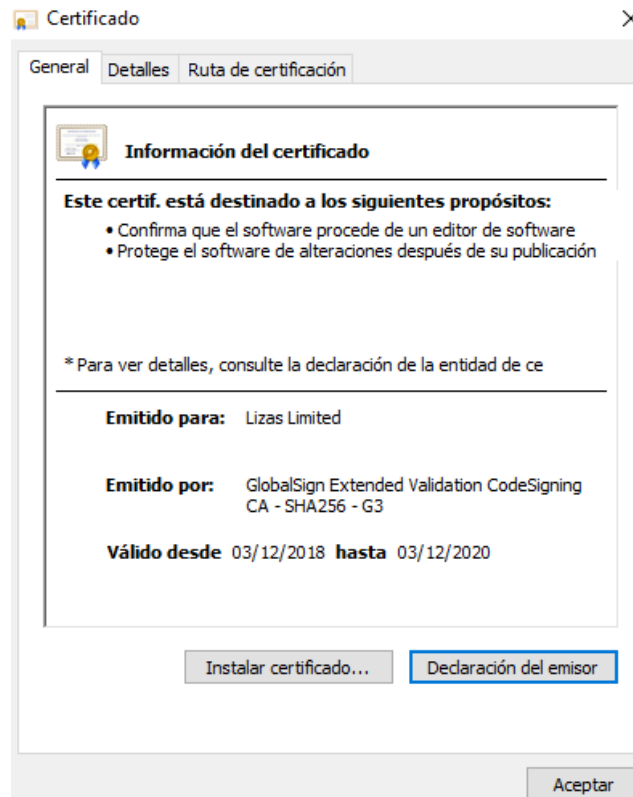 Certificado
General Detalles Ruta de certificación
Información del certificado
Este certif. está destinado a los siguientes propósitos:
• Confirma que el software procede de un editor de software
• Protege el software de alteraciones después de su publicación
* Para ver detalles, consulte la declaración de la entidad de ce
Emitido para: Lizas Limited
Emitido por: GlobalSign Extended Validation CodeSigning
CA - SHA256 - G3
Válido desde 03/12/2018 hasta 03/12/2020
Instalar certificado... Declaración del emisor
Aceptar